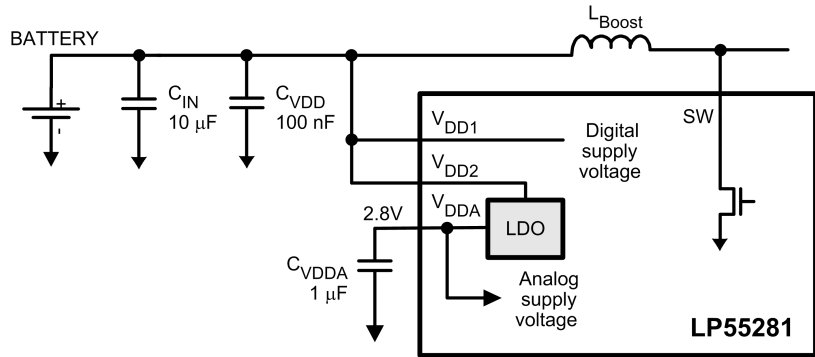 BATTERY
+
-
C_IN
10 μF
C_VDD
100 nF
L_Boost
V_DD1
Digital
supply
voltage
SW
V_DD2
2.8V
V_DDA
LDO
C_VDDA
1 μF
Analog
supply
voltage
LP55281